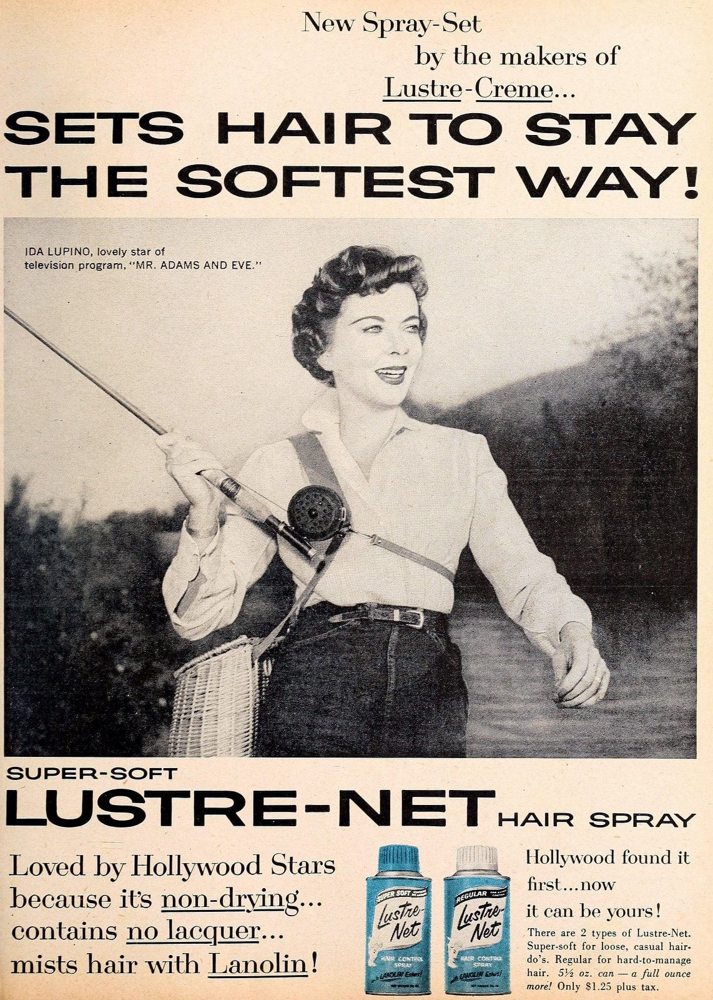 New Spray-Set
by the makers of
Lustre-Creme...
SETS HAIR TO STAY
THE SOFTEST WAY!
IDA LUPINO, lovely star of
television program, "MR. ADAMS AND EVE."
SUPER-SOFT
LUSTRE-NET HAIR SPRAY
Loved by Hollywood Stars
because it's non-drying...
contains no lacquer...
mists hair with Lanolin!
SUPER SOFT
Lustre-
Net
HAIR CONTROL
SPRAY
LANOLIN Esters!
REGULAR
Lustre-
Net
HAIR CONTROL
SPRAY
LANOLIN Esters!
Hollywood found it
first...now
it can be yours!
There are 2 types of Lustre-Net.
Super-soft for loose, casual hair-
do's. Regular for hard-to-manage
hair. 5½ oz. can — a full ounce
more! Only $1.25 plus tax.